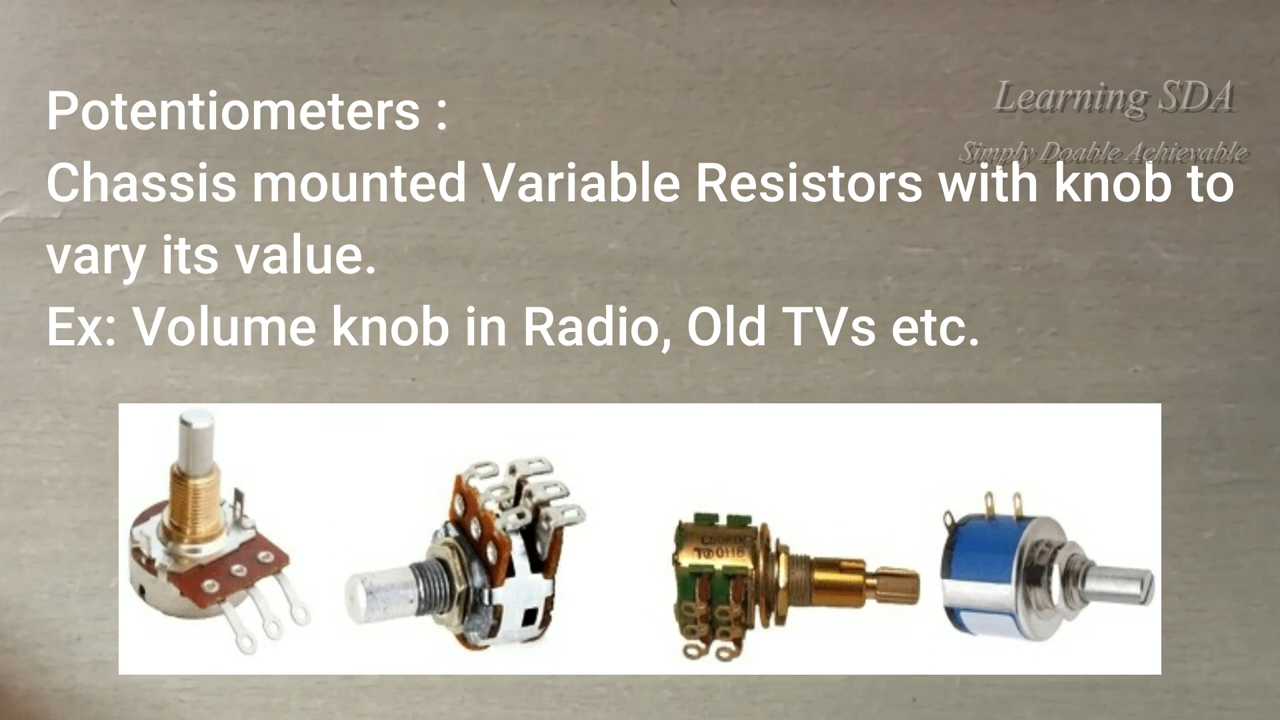 Learning SDA
Simply Doable Achievable
Potentiometers :
Chassis mounted Variable Resistors with knob to
vary its value.
Ex: Volume knob in Radio, Old TVs etc.